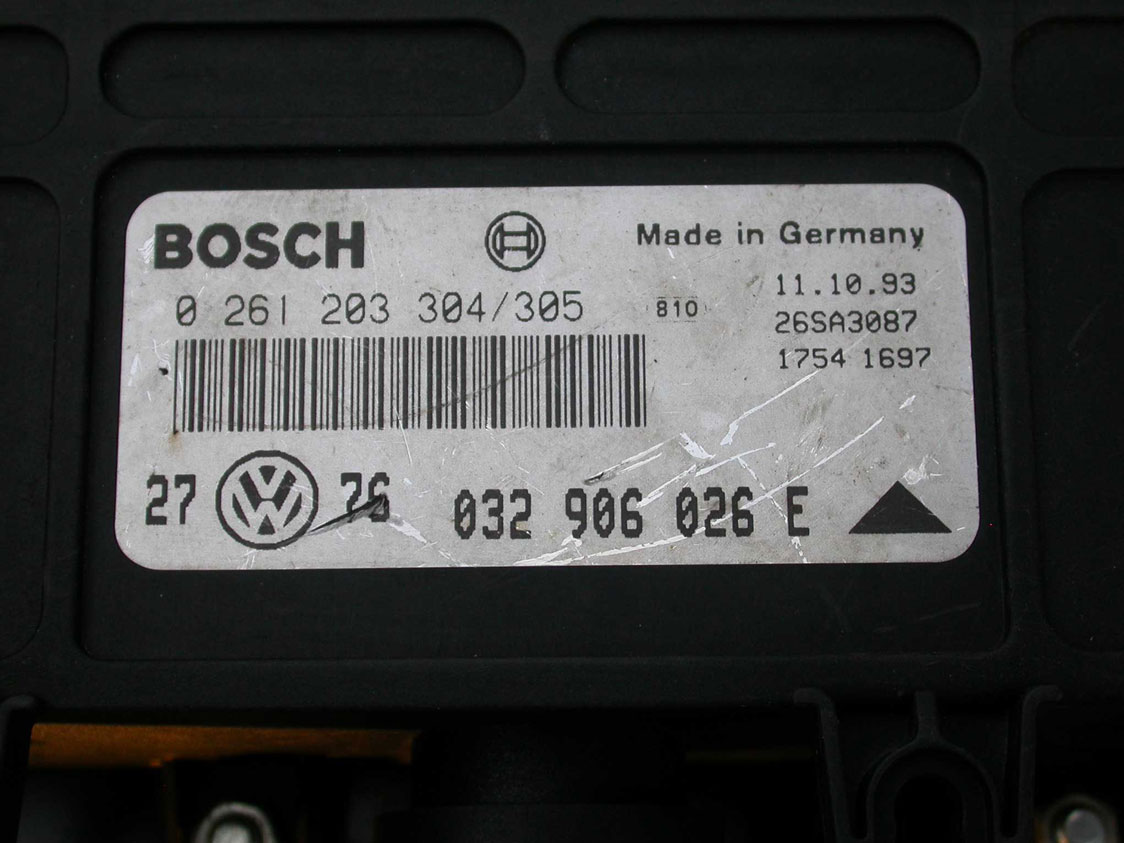 BOSCH Made in Germany
0 261 203 304/305 810 11.10.93
26SA3087
1754 1697
27 76 032 906 026 E